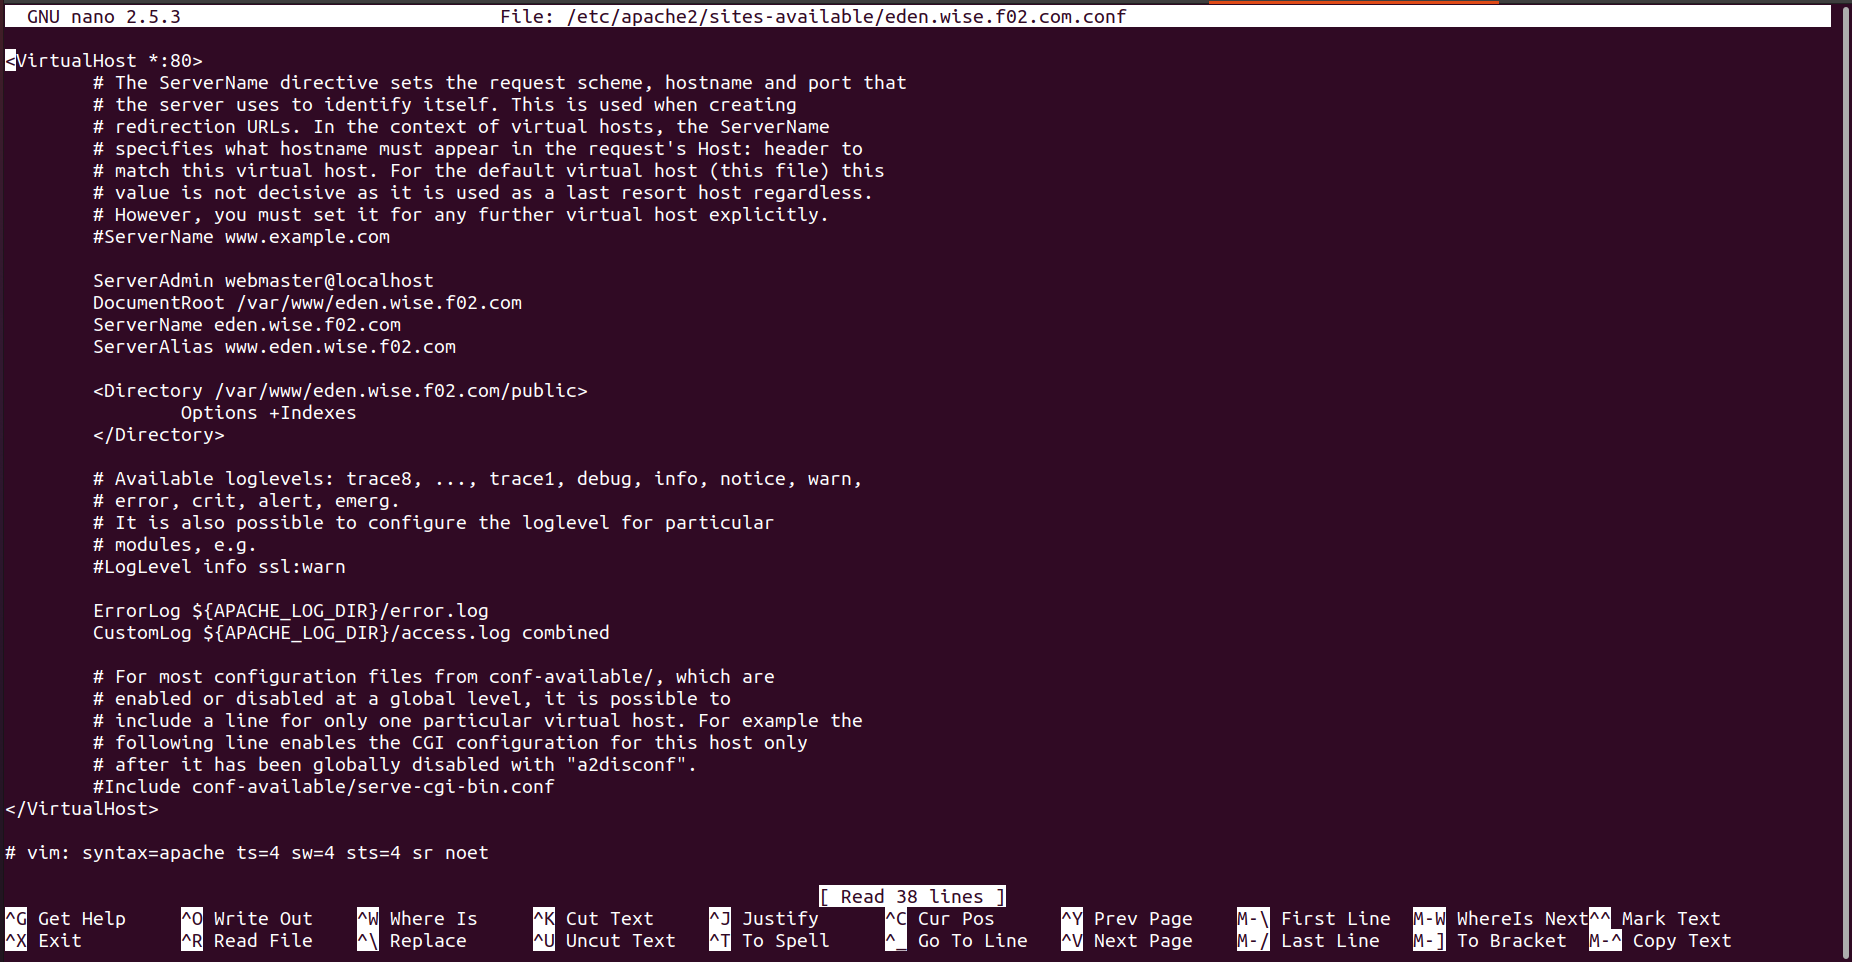 GNU nano 2.5.3 File: /etc/apache2/sites-available/eden.wise.f02.com.conf
<VirtualHost *:80>
# The ServerName directive sets the request scheme, hostname and port that
# the server uses to identify itself. This is used when creating
# redirection URLs. In the context of virtual hosts, the ServerName
# specifies what hostname must appear in the request's Host: header to
# match this virtual host. For the default virtual host (this file) this
# value is not decisive as it is used as a last resort host regardless.
# However, you must set it for any further virtual host explicitly.
#ServerName www.example.com
ServerAdmin webmaster@localhost
DocumentRoot /var/www/eden.wise.f02.com
ServerName eden.wise.f02.com
ServerAlias www.eden.wise.f02.com
<Directory /var/www/eden.wise.f02.com/public>
Options +Indexes
</Directory>
# Available loglevels: trace8, ..., trace1, debug, info, notice, warn,
# error, crit, alert, emerg.
# It is also possible to configure the loglevel for particular
# modules, e.g.
#LogLevel info ssl:warn
ErrorLog ${APACHE_LOG_DIR}/error.log
CustomLog ${APACHE_LOG_DIR}/access.log combined
# For most configuration files from conf-available/, which are
# enabled or disabled at a global level, it is possible to
# include a line for only one particular virtual host. For example the
# following line enables the CGI configuration for this host only
# after it has been globally disabled with "a2disconf".
#Include conf-available/serve-cgi-bin.conf
</VirtualHost>
# vim: syntax=apache ts=4 sw=4 sts=4 sr noet
[ Read 38 lines ]
^G Get Help ^O Write Out ^W Where Is ^K Cut Text ^J Justify ^C Cur Pos ^Y Prev Page M-\ First Line M-W WhereIs Next ^^ Mark Text
^X Exit ^R Read File ^\ Replace ^U Uncut Text ^T To Spell ^_ Go To Line ^V Next Page M-/ Last Line M-] To Bracket M-^ Copy Text